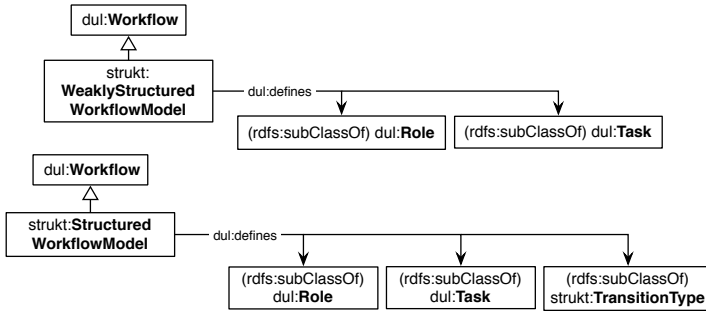 dul:Workflow
strukt:
WeaklyStructured
WorkflowModel
dul:defines
(rdfs:subClassOf) dul:Role
(rdfs:subClassOf) dul:Task
dul:Workflow
strukt:Structured
WorkflowModel
dul:defines
(rdfs:subClassOf)
dul:Role
(rdfs:subClassOf)
dul:Task
(rdfs:subClassOf)
strukt:TransitionType